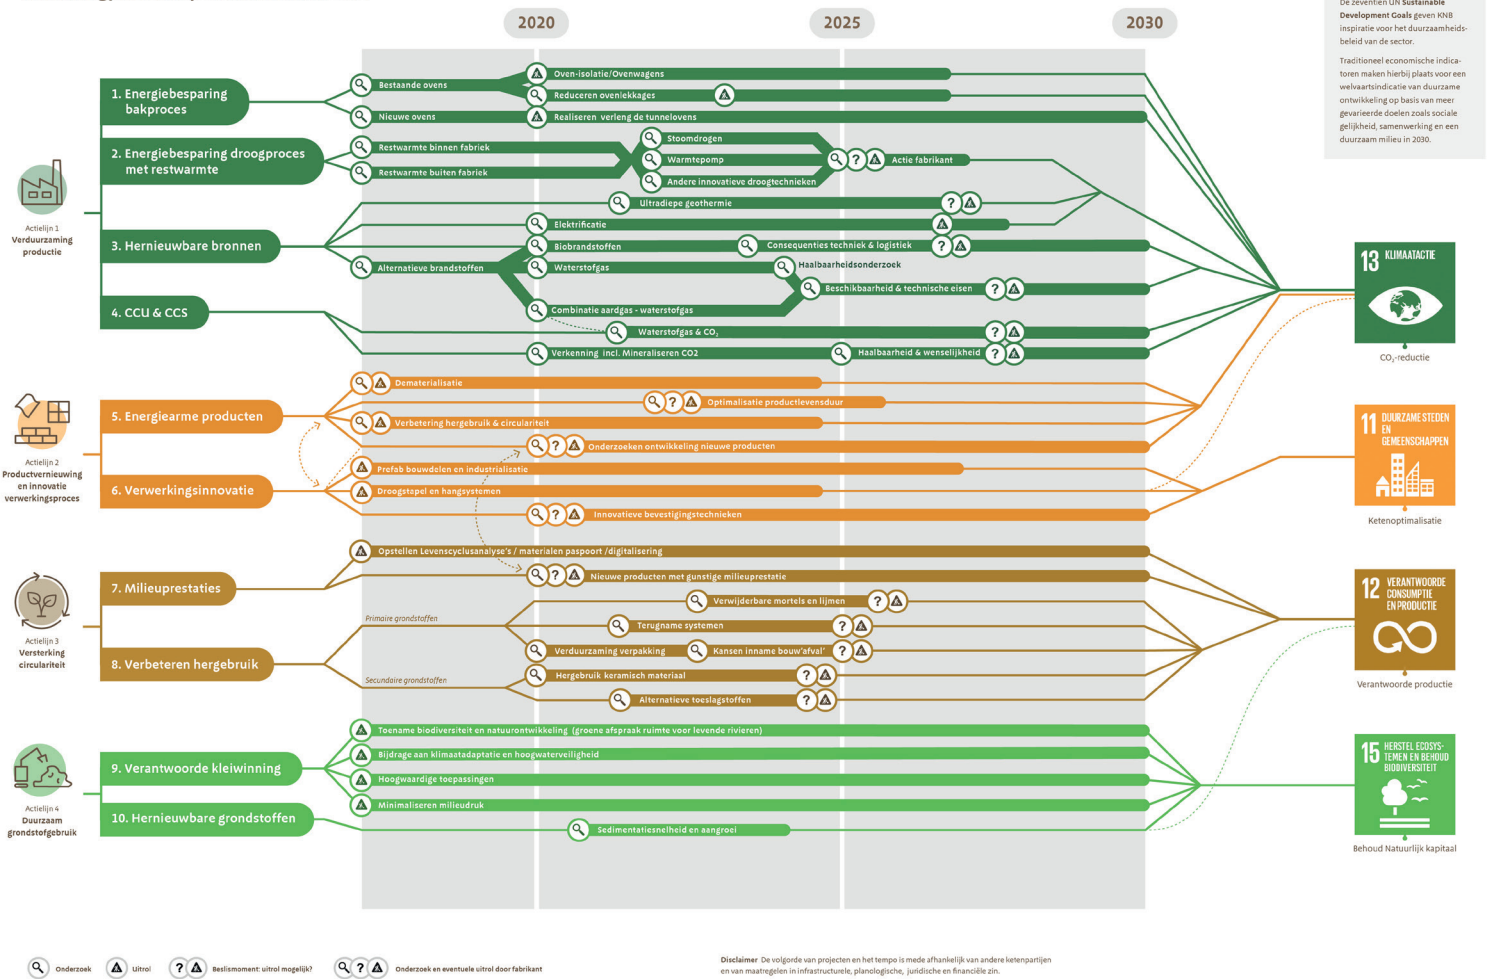 2020
2025
2030
De zeventien UN Sustainable
Development Goals geven KNB
inspiratie voor het duurzaamheids-
beleid van de sector.
Traditioneel economische indica-
toren maken hierbij plaats voor een
welvaartsindicatie van duurzame
ontwikkeling op basis van meer
gevarieerde doelen zoals sociale
gelijkheid, samenwerking en een
duurzaam milieu in 2030.
Actielijn 1
Verduurzaming
productie
1. Energiebesparing
bakproces
Bestaande ovens
Oven-isolatie/Ovenwagens
Reduceren ovenlekkages
Nieuwe ovens
Realiseren verleng de tunnelovens
2. Energiebesparing droogproces
met restwarmte
Restwarmte binnen fabriek
Restwarmte buiten fabriek
Stoomdrogen
Warmtepomp
Andere innovatieve droogtechnieken
? Actie fabrikant
3. Hernieuwbare bronnen
Ultradiepe geothermie ?
Elektrificatie
Biobrandstoffen
Consequenties techniek & logistiek ?
Alternatieve brandstoffen
Waterstofgas
Haalbaarheidsonderzoek
Beschikbaarheid & technische eisen ?
Combinatie aardgas - waterstofgas
4. CCU & CCS
Waterstofgas & CO₂ ?
Verkenning incl. Mineraliseren CO2
Haalbaarheid & wenselijkheid ?
13 KLIMAATACTIE
CO₂-reductie
Actielijn 2
Productvernieuwing
en innovatie
verwerkingsproces
5. Energiearme producten
Dematerialisatie
? Optimalisatie productlevensduur
Verbetering hergebruik & circulariteit
? Onderzoeken ontwikkeling nieuwe producten
6. Verwerkingsinnovatie
Prefab bouwdelen en industrialisatie
Droogstapel en hangsystemen
? Innovatieve bevestigingstechnieken
11 DUURZAME STEDEN
EN
GEMEENSCHAPPEN
Ketenoptimalisatie
Actielijn 3
Versterking
circulariteit
7. Milieuprestaties
Opstellen Levenscyclusanalyse's / materialen paspoort /digitalisering
? Nieuwe producten met gunstige milieuprestatie
8. Verbeteren hergebruik
Primaire grondstoffen
Verwijderbare mortels en lijmen ?
Terugname systemen ?
Verduurzaming verpakking
Kansen inname bouw'afval' ?
Secundaire grondstoffen
Hergebruik keramisch materiaal ?
Alternatieve toeslagstoffen ?
12 VERANTWOORDE
CONSUMPTIE
EN PRODUCTIE
Verantwoorde productie
Actielijn 4
Duurzaam
grondstofgebruik
9. Verantwoorde kleiwinning
Toename biodiversiteit en natuurontwikkeling (groene afspraak ruimte voor levende rivieren)
Bijdrage aan klimaatadaptatie en hoogwaterveiligheid
Hoogwaardige toepassingen
Minimaliseren milieudruk
10. Hernieuwbare grondstoffen
Sedimentatiesnelheid en aangroei
15 HERSTEL ECOSYS-
TEMEN EN BEHOUD
BIODIVERSITEIT
Behoud Natuurlijk kapitaal
Onderzoek
Uitrol
? Beslismoment: uitrol mogelijk?
? Onderzoek en eventuele uitrol door fabrikant
Disclaimer De volgorde van projecten en het tempo is mede afhankelijk van andere ketenpartijen
en van maatregelen in infrastructurele, planologische, juridische en financiële zin.